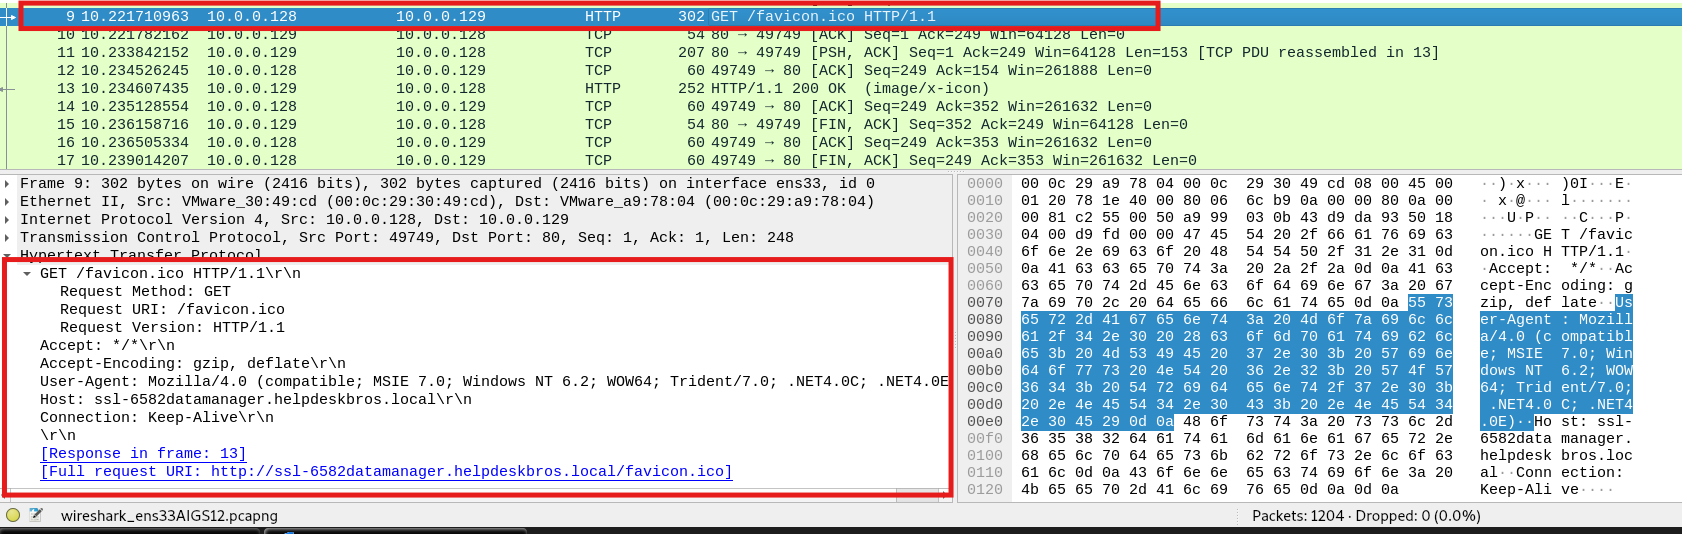 9 10.221710963 10.0.0.128 10.0.0.129 HTTP 302 GET /favicon.ico HTTP/1.1
10 10.221782162 10.0.0.129 10.0.0.128 TCP 54 80 → 49749 [ACK] Seq=1 Ack=249 Win=64128 Len=0
11 10.233842152 10.0.0.129 10.0.0.128 TCP 207 80 → 49749 [PSH, ACK] Seq=1 Ack=249 Win=64128 Len=153 [TCP PDU reassembled in 13]
12 10.234526245 10.0.0.128 10.0.0.129 TCP 60 49749 → 80 [ACK] Seq=249 Ack=154 Win=261888 Len=0
13 10.234607435 10.0.0.129 10.0.0.128 HTTP 252 HTTP/1.1 200 OK  (image/x-icon)
14 10.235128554 10.0.0.128 10.0.0.129 TCP 60 49749 → 80 [ACK] Seq=249 Ack=352 Win=261632 Len=0
15 10.236158716 10.0.0.129 10.0.0.128 TCP 54 80 → 49749 [FIN, ACK] Seq=352 Ack=249 Win=64128 Len=0
16 10.236505334 10.0.0.128 10.0.0.129 TCP 60 49749 → 80 [ACK] Seq=249 Ack=353 Win=261632 Len=0
17 10.239014207 10.0.0.128 10.0.0.129 TCP 60 49749 → 80 [FIN, ACK] Seq=249 Ack=353 Win=261632 Len=0
Frame 9: 302 bytes on wire (2416 bits), 302 bytes captured (2416 bits) on interface ens33, id 0
Ethernet II, Src: VMware_30:49:cd (00:0c:29:30:49:cd), Dst: VMware_a9:78:04 (00:0c:29:a9:78:04)
Internet Protocol Version 4, Src: 10.0.0.128, Dst: 10.0.0.129
Transmission Control Protocol, Src Port: 49749, Dst Port: 80, Seq: 1, Ack: 1, Len: 248
Hypertext Transfer Protocol
GET /favicon.ico HTTP/1.1\r\n
Request Method: GET
Request URI: /favicon.ico
Request Version: HTTP/1.1
Accept: */*\r\n
Accept-Encoding: gzip, deflate\r\n
User-Agent: Mozilla/4.0 (compatible; MSIE 7.0; Windows NT 6.2; WOW64; Trident/7.0; .NET4.0C; .NET4.0E
Host: ssl-6582datamanager.helpdeskbros.local\r\n
Connection: Keep-Alive\r\n
\r\n
[Response in frame: 13]
[Full request URI: http://ssl-6582datamanager.helpdeskbros.local/favicon.ico]
0000 00 0c 29 a9 78 04 00 0c 29 30 49 cd 08 00 45 00 ··)·x··· )0I···E·
0010 01 20 78 1e 40 00 80 06 6c b9 0a 00 00 80 0a 00 · x·@··· l·······
0020 00 81 c2 55 00 50 a9 99 03 0b 43 d9 da 93 50 18 ···U·P·· ··C···P·
0030 04 00 d9 fd 00 00 47 45 54 20 2f 66 61 76 69 63 ······GE T /favic
0040 6f 6e 2e 69 63 6f 20 48 54 54 50 2f 31 2e 31 0d on.ico H TTP/1.1·
0050 0a 41 63 63 65 70 74 3a 20 2a 2f 2a 0d 0a 41 63 ·Accept:  */*··Ac
0060 63 65 70 74 2d 45 6e 63 6f 64 69 6e 67 3a 20 67 cept-Enc oding: g
0070 7a 69 70 2c 20 64 65 66 6c 61 74 65 0d 0a 55 73 zip, def late··Us
0080 65 72 2d 41 67 65 6e 74 3a 20 4d 6f 7a 69 6c 6c er-Agent : Mozill
0090 61 2f 34 2e 30 20 28 63 6f 6d 70 61 74 69 62 6c a/4.0 (c ompatibl
00a0 65 3b 20 4d 53 49 45 20 37 2e 30 3b 20 57 69 6e e; MSIE  7.0; Win
00b0 64 6f 77 73 20 4e 54 20 36 2e 32 3b 20 57 4f 57 dows NT  6.2; WOW
00c0 36 34 3b 20 54 72 69 64 65 6e 74 2f 37 2e 30 3b 64; Trid ent/7.0;
00d0 20 2e 4e 45 54 34 2e 30 43 3b 20 2e 4e 45 54 34  .NET4.0 C; .NET4
00e0 2e 30 45 29 0d 0a 48 6f 73 74 3a 20 73 73 6c 2d .0E)··Ho st: ssl-
00f0 36 35 38 32 64 61 74 61 6d 61 6e 61 67 65 72 2e 6582data manager.
0100 68 65 6c 70 64 65 73 6b 62 72 6f 73 2e 6c 6f 63 helpdesk bros.loc
0110 61 6c 0d 0a 43 6f 6e 6e 65 63 74 69 6f 6e 3a 20 al··Conn ection:
0120 4b 65 65 70 2d 41 6c 69 76 65 0d 0a 0d 0a Keep-Ali ve····
wireshark_ens33AIGS12.pcapng
Packets: 1204 · Dropped: 0 (0.0%)